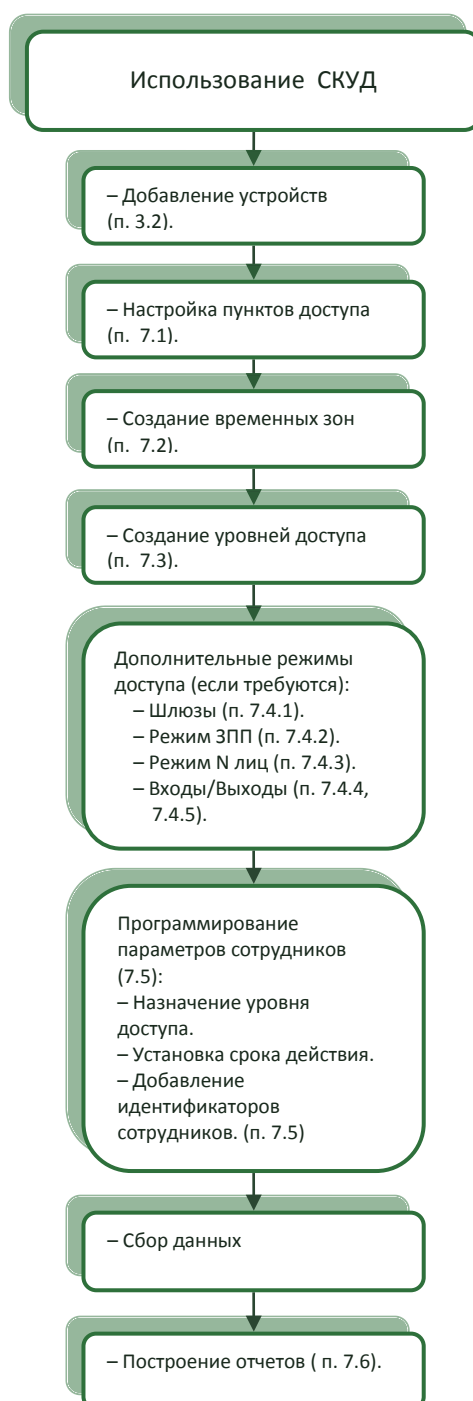 Использование СКУД
– Добавление устройств
(п. 3.2).
– Настройка пунктов доступа
(п. 7.1).
– Создание временных зон
(п. 7.2).
– Создание уровней доступа
(п. 7.3).
Дополнительные режимы
доступа (если требуются):
– Шлюзы (п. 7.4.1).
– Режим ЗПП (п. 7.4.2).
– Режим N лиц (п. 7.4.3).
– Входы/Выходы (п. 7.4.4,
7.4.5).
Программирование
параметров сотрудников
(7.5):
– Назначение уровня
доступа.
– Установка срока действия.
– Добавление
идентификаторов
сотрудников. (п. 7.5)
– Сбор данных
– Построение отчетов ( п. 7.6).